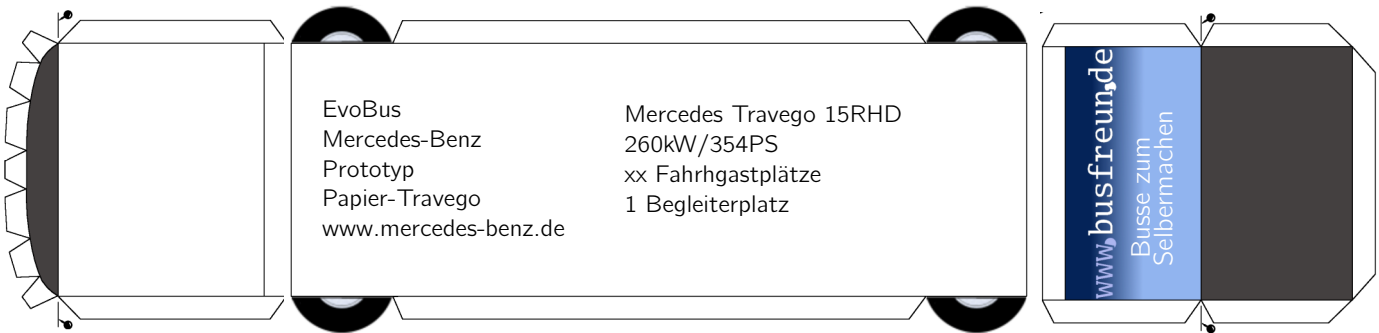 EvoBus
Mercedes-Benz
Prototyp
Papier-Travego
www.mercedes-benz.de
Mercedes Travego 15RHD
260kW/354PS
xx Fahrhgastplätze
1 Begleiterplatz
www.busfreun.de
Busse zum
Selbermachen